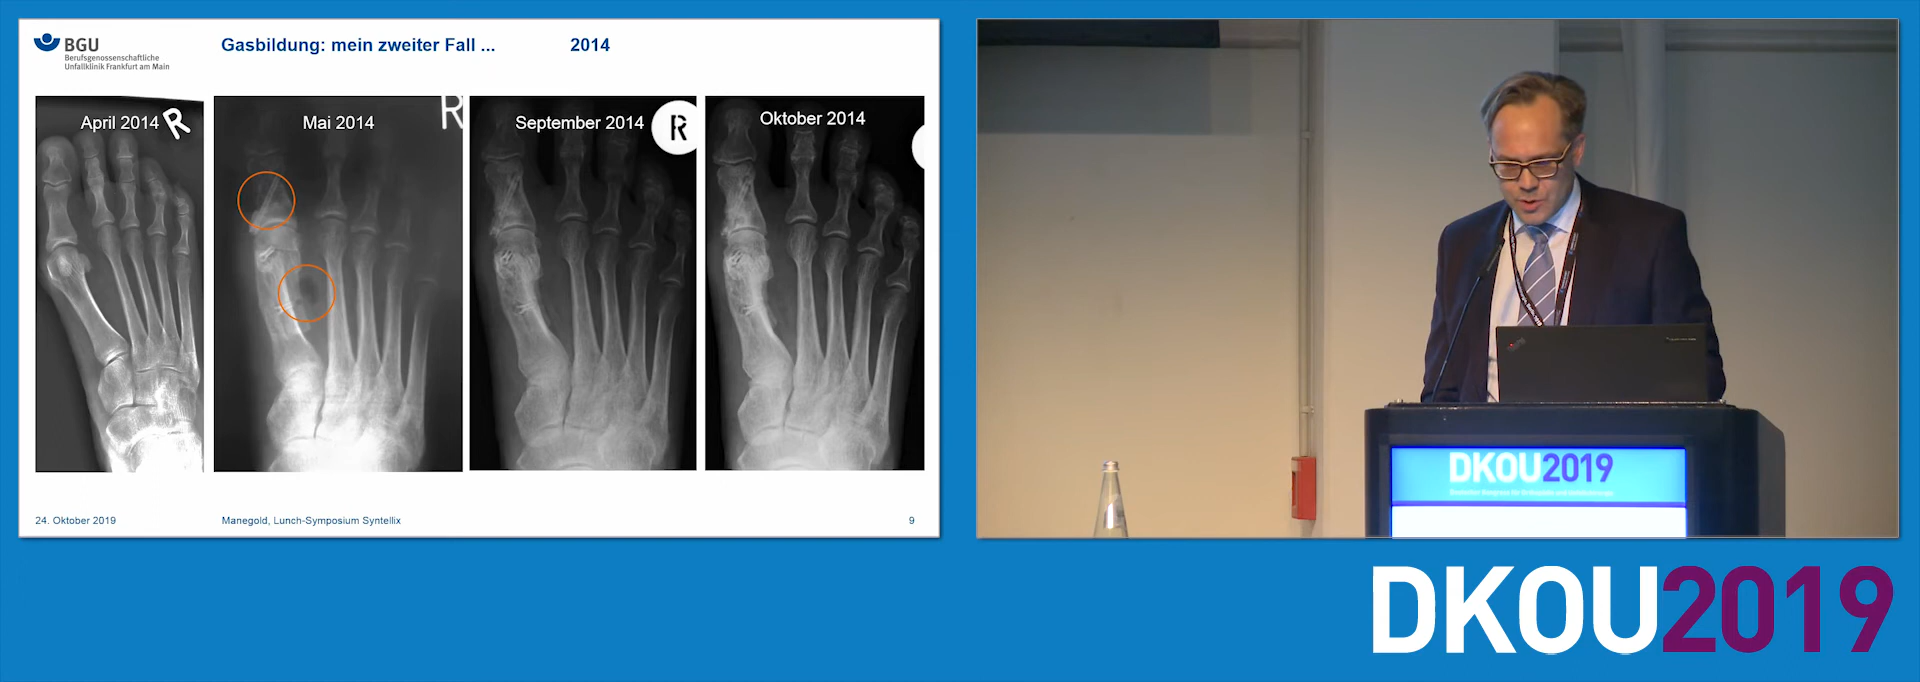 BGU
Berufsgenossenschaftliche
Unfallklinik Frankfurt am Main
Gasbildung: mein zweiter Fall ... 2014
April 2014 R
Mai 2014 R
September 2014 R
Oktober 2014
24. Oktober 2019 Manegold, Lunch-Symposium Syntellix 9
DKOU2019
DKOU2019